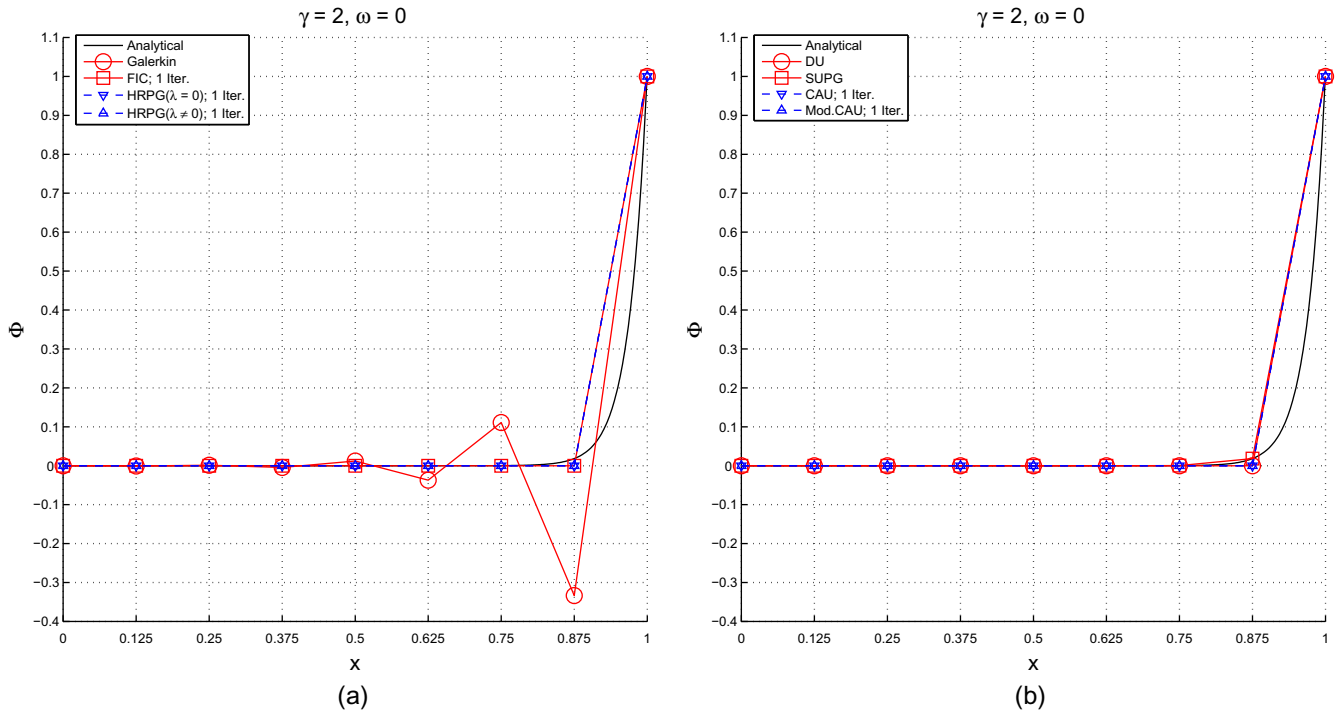 γ = 2, ω = 0
1.1
1
0.9
0.8
0.7
0.6
0.5
0.4
0.3
0.2
0.1
0
−0.1
−0.2
−0.3
−0.4
Φ
Analytical
Galerkin
FIC; 1 Iter.
HRPG(λ = 0); 1 Iter.
HRPG(λ ≠ 0); 1 Iter.
0 0.125 0.25 0.375 0.5 0.625 0.75 0.875 1
x
(a)
γ = 2, ω = 0
1.1
1
0.9
0.8
0.7
0.6
0.5
0.4
0.3
0.2
0.1
0
−0.1
−0.2
−0.3
−0.4
Φ
Analytical
DU
SUPG
CAU; 1 Iter.
Mod.CAU; 1 Iter.
0 0.125 0.25 0.375 0.5 0.625 0.75 0.875 1
x
(b)